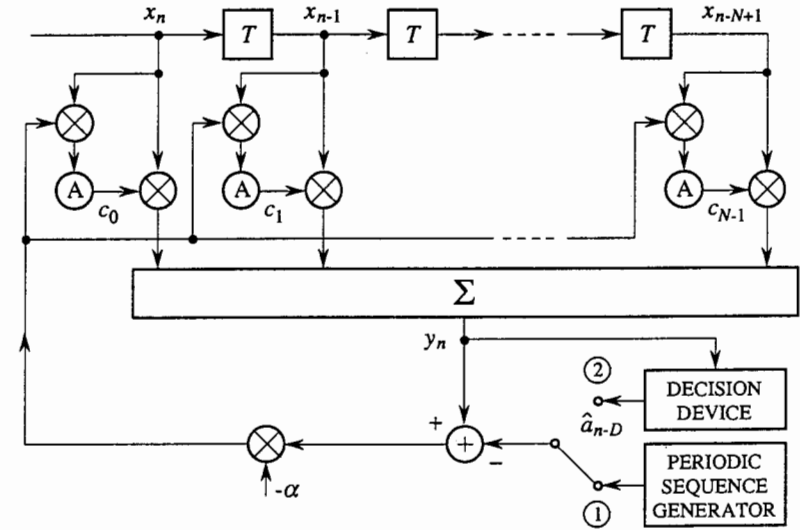 x_n
x_{n-1}
x_{n-N+1}
T
T
T
A
A
A
c_0
c_1
c_{N-1}
Σ
y_n
+
+
−
-α
②
â_{n-D}
①
DECISION
DEVICE
PERIODIC
SEQUENCE
GENERATOR